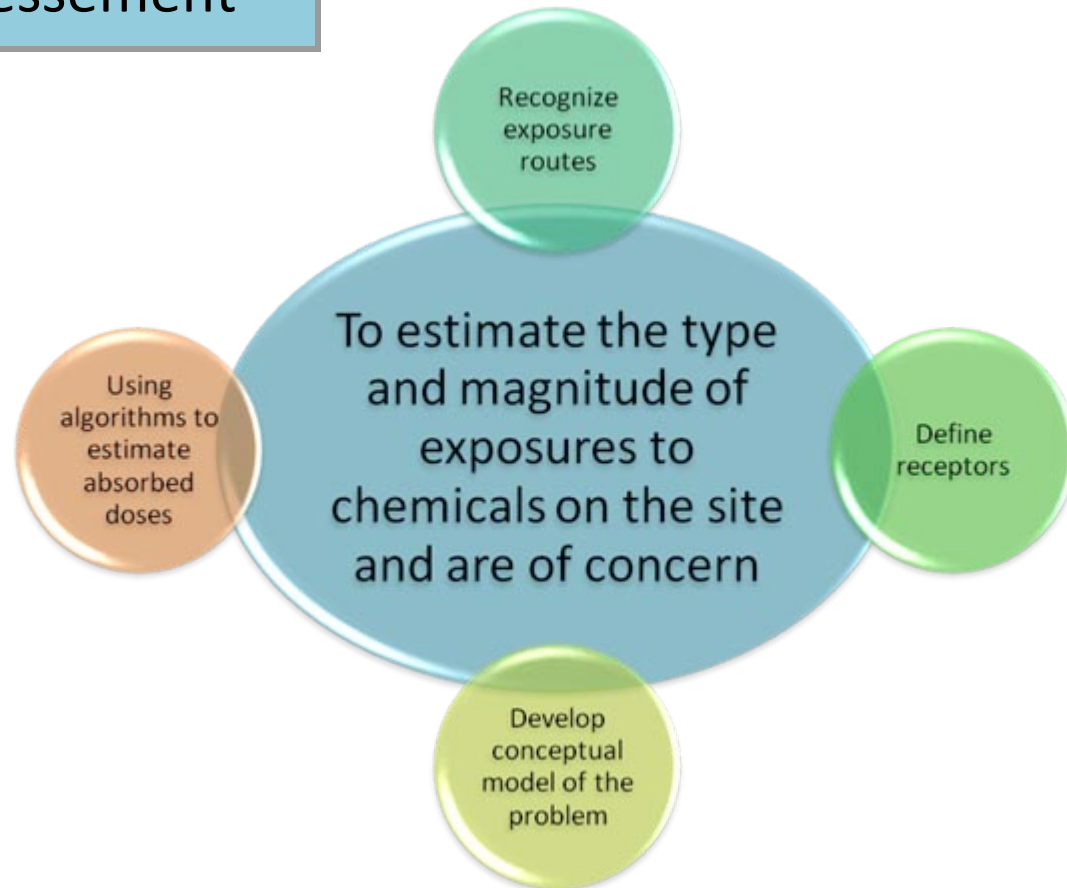 essement
Recognize
exposure
routes
To estimate the type
and magnitude of
exposures to
chemicals on the site
and are of concern
Using
algorithms to
estimate
absorbed
doses
Define
receptors
Develop
conceptual
model of the
problem